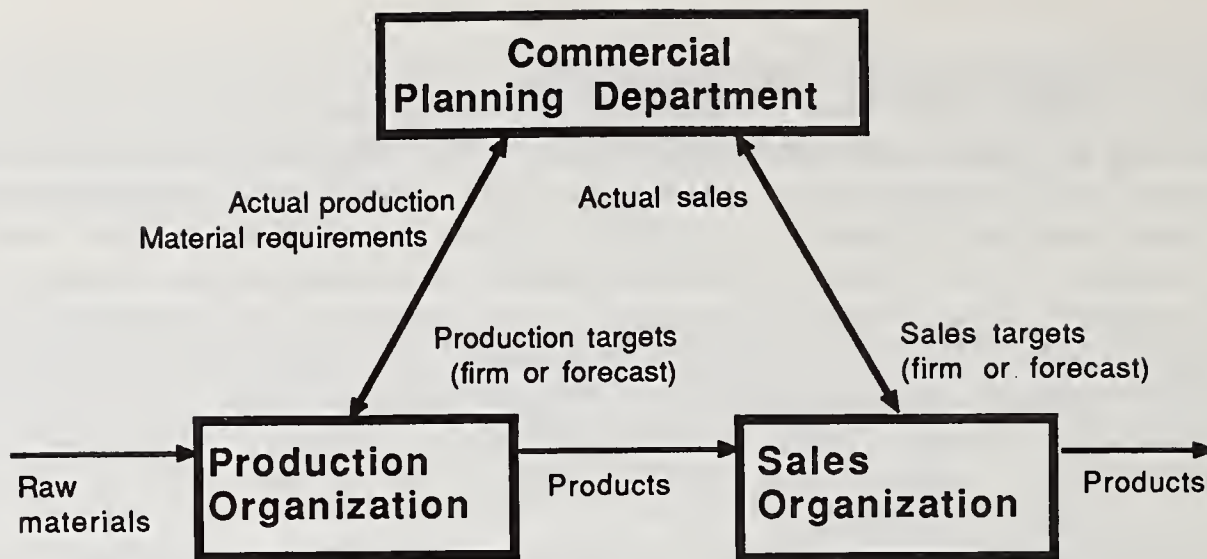 Commercial
Planning Department
Actual production
Material requirements
Actual sales
Production targets
(firm or forecast)
Sales targets
(firm or forecast)
Raw
materials
Production
Organization
Products
Sales
Organization
Products